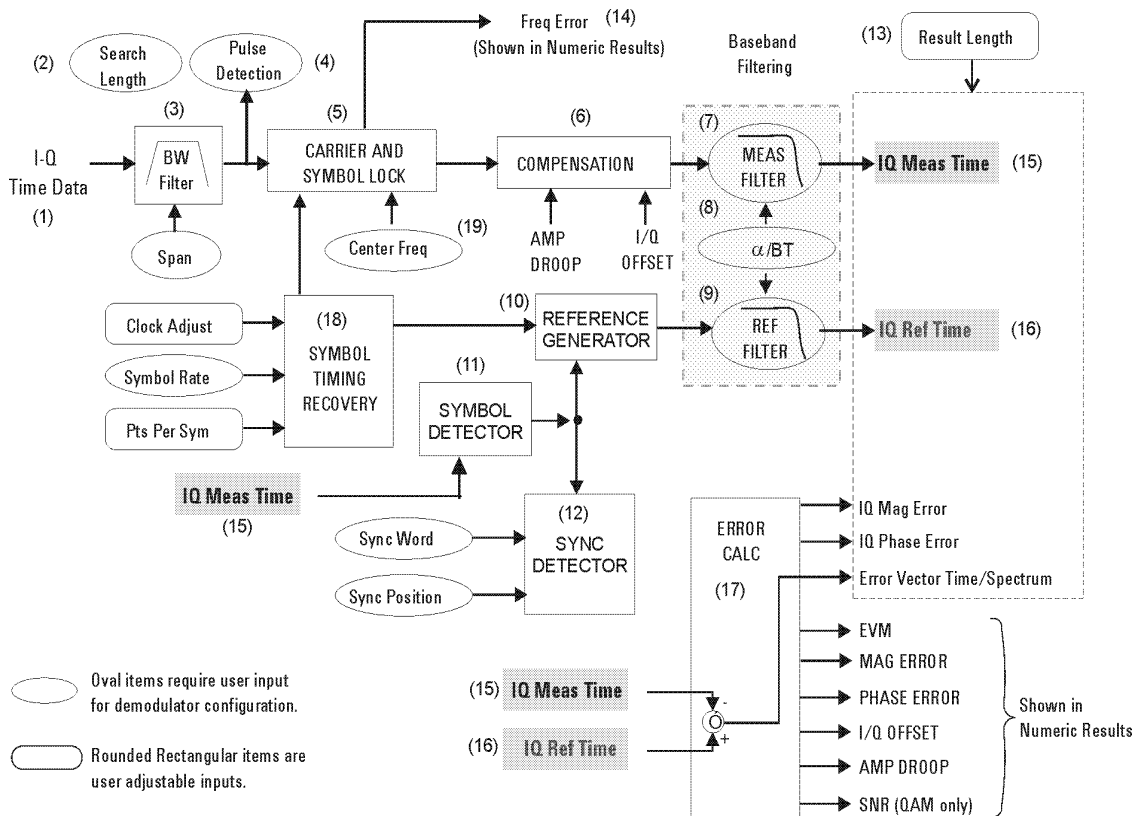 Freq Error (14)
(Shown in Numeric Results)
(2)
Search
Length
Pulse
Detection
(4)
Baseband
Filtering
(13)
Result Length
(3)
BW
Filter
(5)
CARRIER AND
SYMBOL LOCK
(6)
COMPENSATION
(7)
MEAS
FILTER
IQ Meas Time
(15)
I-Q
Time Data
(1)
Span
Center Freq
(19)
AMP
DROOP
I/Q
OFFSET
(8)
α/BT
(9)
REF
FILTER
IQ Ref Time
(16)
Clock Adjust
Symbol Rate
Pts Per Sym
(18)
SYMBOL
TIMING
RECOVERY
(10)
REFERENCE
GENERATOR
(11)
SYMBOL
DETECTOR
IQ Meas Time
(15)
Sync Word
Sync Position
(12)
SYNC
DETECTOR
ERROR
CALC
(17)
IQ Mag Error
IQ Phase Error
Error Vector Time/Spectrum
EVM
MAG ERROR
PHASE ERROR
I/Q OFFSET
AMP DROOP
SNR (QAM only)
Shown in
Numeric Results
(15) IQ Meas Time
-
Ó
+
(16) IQ Ref Time
Oval items require user input
for demodulator configuration.
Rounded Rectangular items are
user adjustable inputs.